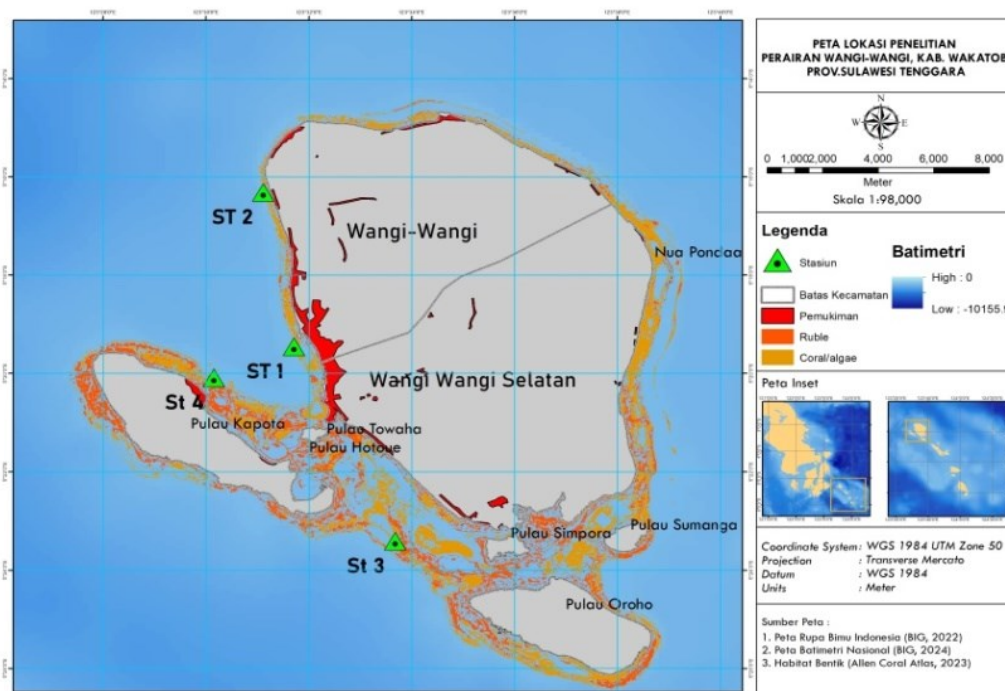 PETA LOKASI PENELITIAN
PERAIRAN WANGI-WANGI, KAB. WAKATOB
PROV.SULAWESI TENGGARA
N
W E
S
0 1,0002,000 4,000 6,000 8,000
Meter
Skala 1:98,000
Legenda
Stasiun
Batas Kecamatan
Pemukiman
Ruble
Coral/algae
Batimetri
High : 0
Low : -10155.9
Peta Inset
Coordinate System : WGS 1984 UTM Zone 50
Projection : Transverse Mercato
Datum : WGS 1984
Units : Meter
Sumber Peta :
1. Peta Rupa Bimu Indonesia (BIG, 2022)
2. Peta Batimetri Nasional (BIG, 2024)
3. Habitat Bentik (Allen Coral Atlas, 2023)
ST 2
Wangi-Wangi
Nua Ponciaa
ST 1
Wangi Wangi Selatan
St 4
Pulau Kapota
Pulau Towaha
Pulau Hotoue
Pulau Simpora
Pulau Sumanga
St 3
Pulau Oroho